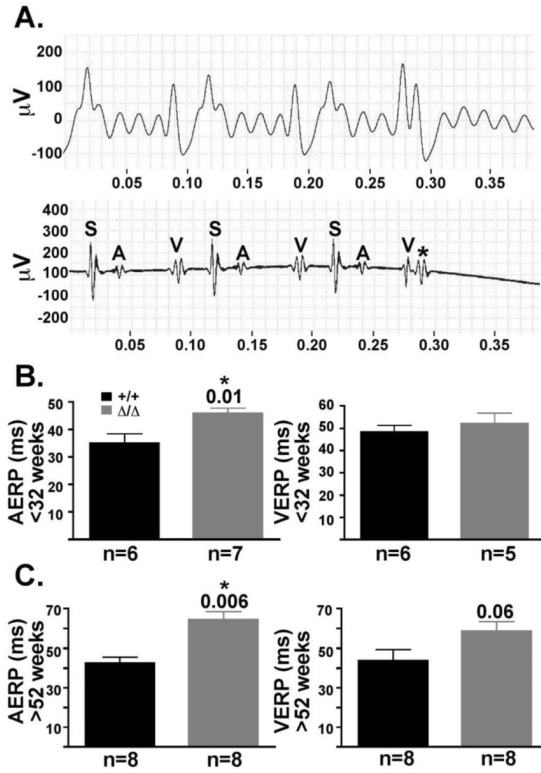 A.
200
100
0
-100
μV
0.05 0.10 0.15 0.20 0.25 0.30 0.35
400
300
200
100
-100
-200
μV
S A V S A V S A V *
0.05 0.10 0.15 0.20 0.25 0.30 0.35
B.
AERP (ms)
<32 weeks
50
40
30
20
10
+/+
Δ/Δ
*
0.01
n=6 n=7
VERP (ms)
<32 weeks
60
50
40
30
20
10
n=6 n=5
C.
AERP (ms)
>52 weeks
70
50
30
10
*
0.006
n=8 n=8
VERP (ms)
>52 weeks
70
50
30
10
0.06
n=8 n=8